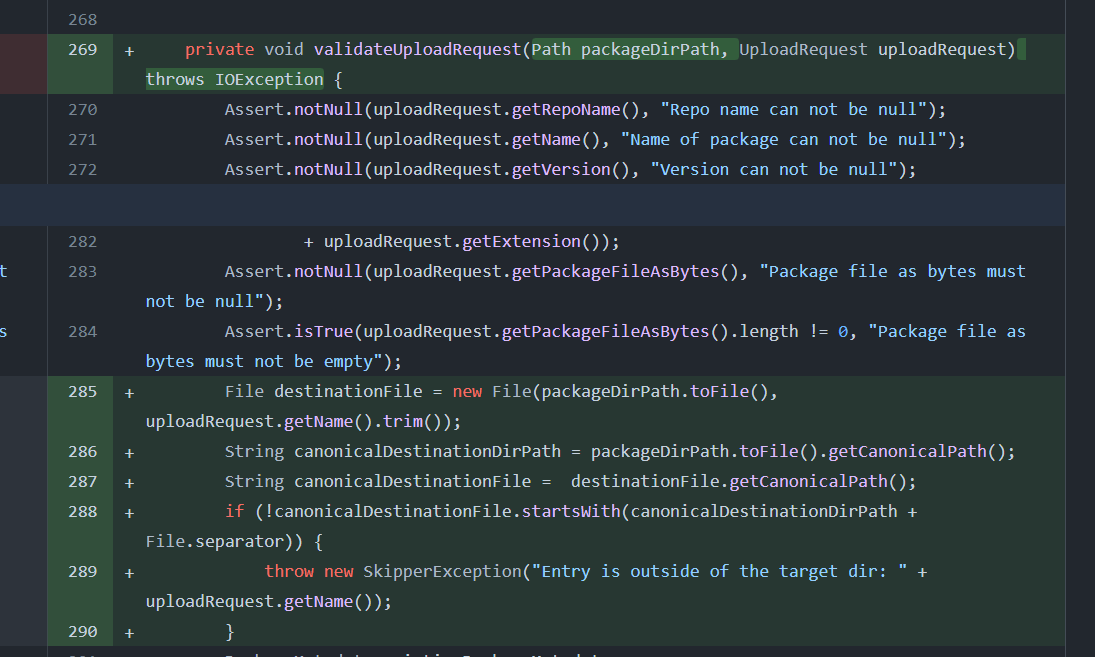 268
269 + private void validateUploadRequest(Path packageDirPath, UploadRequest uploadRequest)
throws IOException {
270 Assert.notNull(uploadRequest.getRepoName(), "Repo name can not be null");
271 Assert.notNull(uploadRequest.getName(), "Name of package can not be null");
272 Assert.notNull(uploadRequest.getVersion(), "Version can not be null");
282 + uploadRequest.getExtension());
t 283 Assert.notNull(uploadRequest.getPackageFileAsBytes(), "Package file as bytes must
not be null");
s 284 Assert.isTrue(uploadRequest.getPackageFileAsBytes().length != 0, "Package file as
bytes must not be empty");
285 + File destinationFile = new File(packageDirPath.toFile(),
uploadRequest.getName().trim());
286 + String canonicalDestinationDirPath = packageDirPath.toFile().getCanonicalPath();
287 + String canonicalDestinationFile =  destinationFile.getCanonicalPath();
288 + if (!canonicalDestinationFile.startsWith(canonicalDestinationDirPath +
File.separator)) {
289 + throw new SkipperException("Entry is outside of the target dir: " +
uploadRequest.getName());
290 + }